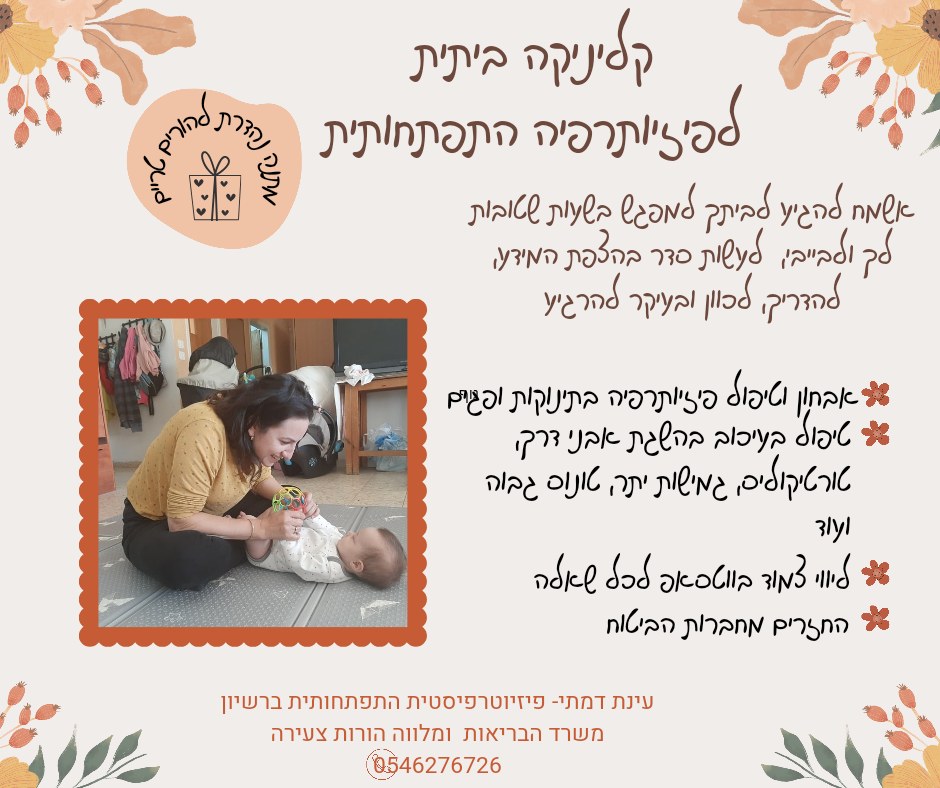 קליניקה ביתית
לפיזיותרפיה התפתחותית
מתנה נהדרת להורים טריים
אשמח להגיע לביתך למפגש בשעות שטובות
לך ולבייבי, לעשות סדר בהצפת המידע,
להדריך, לכוון ובעיקר להרגיע
אבחון וטיפול פיזיותרפיה בתינוקות ופגים
טיפול בעיכוב בהשגת אבני דרך,
טורטיקוליס, גמישות יתר, טונוס גבוה
ועוד
ליווי צמוד בווטסאפ לכל שאלה
החזרים מחברות הביטוח
עינת דמתי- פיזיוטרפיסטית התפתחותית ברשיון
משרד הבריאות ומלווה הורות צעירה
0546276726